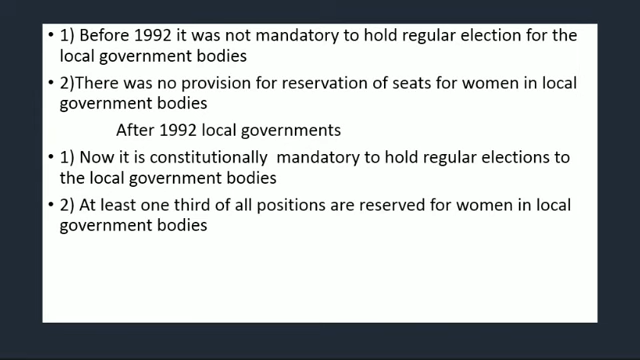 • 1) Before 1992 it was not mandatory to hold regular election for the
local government bodies
• 2)There was no provision for reservation of seats for women in local
government bodies
After 1992 local governments
• 1) Now it is constitutionally  mandatory to hold regular elections to
the local government bodies
• 2) At least one third of all positions are reserved for women in local
government bodies